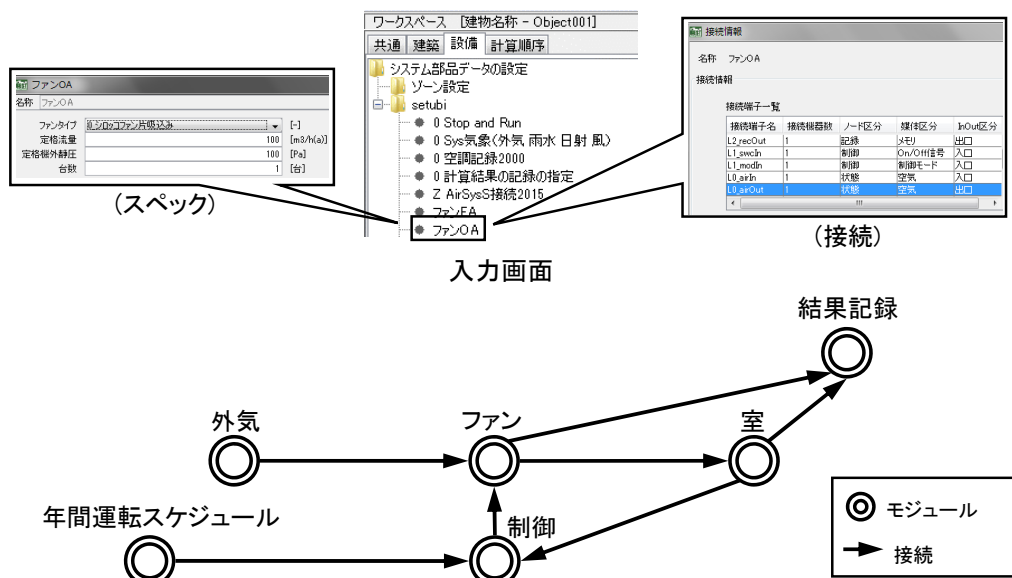 ワークスペース [建物名称 - Object001]
共通 建築 設備 計算順序
システム部品データの設定
ゾーン設定
setubi
0 Stop and Run
0 Sys気象(外気 雨水 日射 風)
0 空調記録2000
0 計算結果の記録の指定
Z AirSysS接続2015
ファンEA
ファンOA
入力画面
ファンOA
名称 ファンOA
ファンタイプ 0_シロッコファン片吸込み [-]
定格流量 100 [m3/h(a)]
定格機外静圧 100 [Pa]
台数 1 [台]
(スペック)
接続情報
名称 ファンOA
接続情報
接続端子一覧
接続端子名 接続機器数 ノード区分 媒体区分 InOut区分
L2_recOut 1 記録 メモリ 出口
L1_swcIn 1 制御 On/Off信号 入口
L1_modIn 1 制御 制御モード 入口
L0_airIn 1 状態 空気 入口
L0_airOut 1 状態 空気 出口
(接続)
結果記録
外気
ファン
室
年間運転スケジュール
制御
モジュール
接続